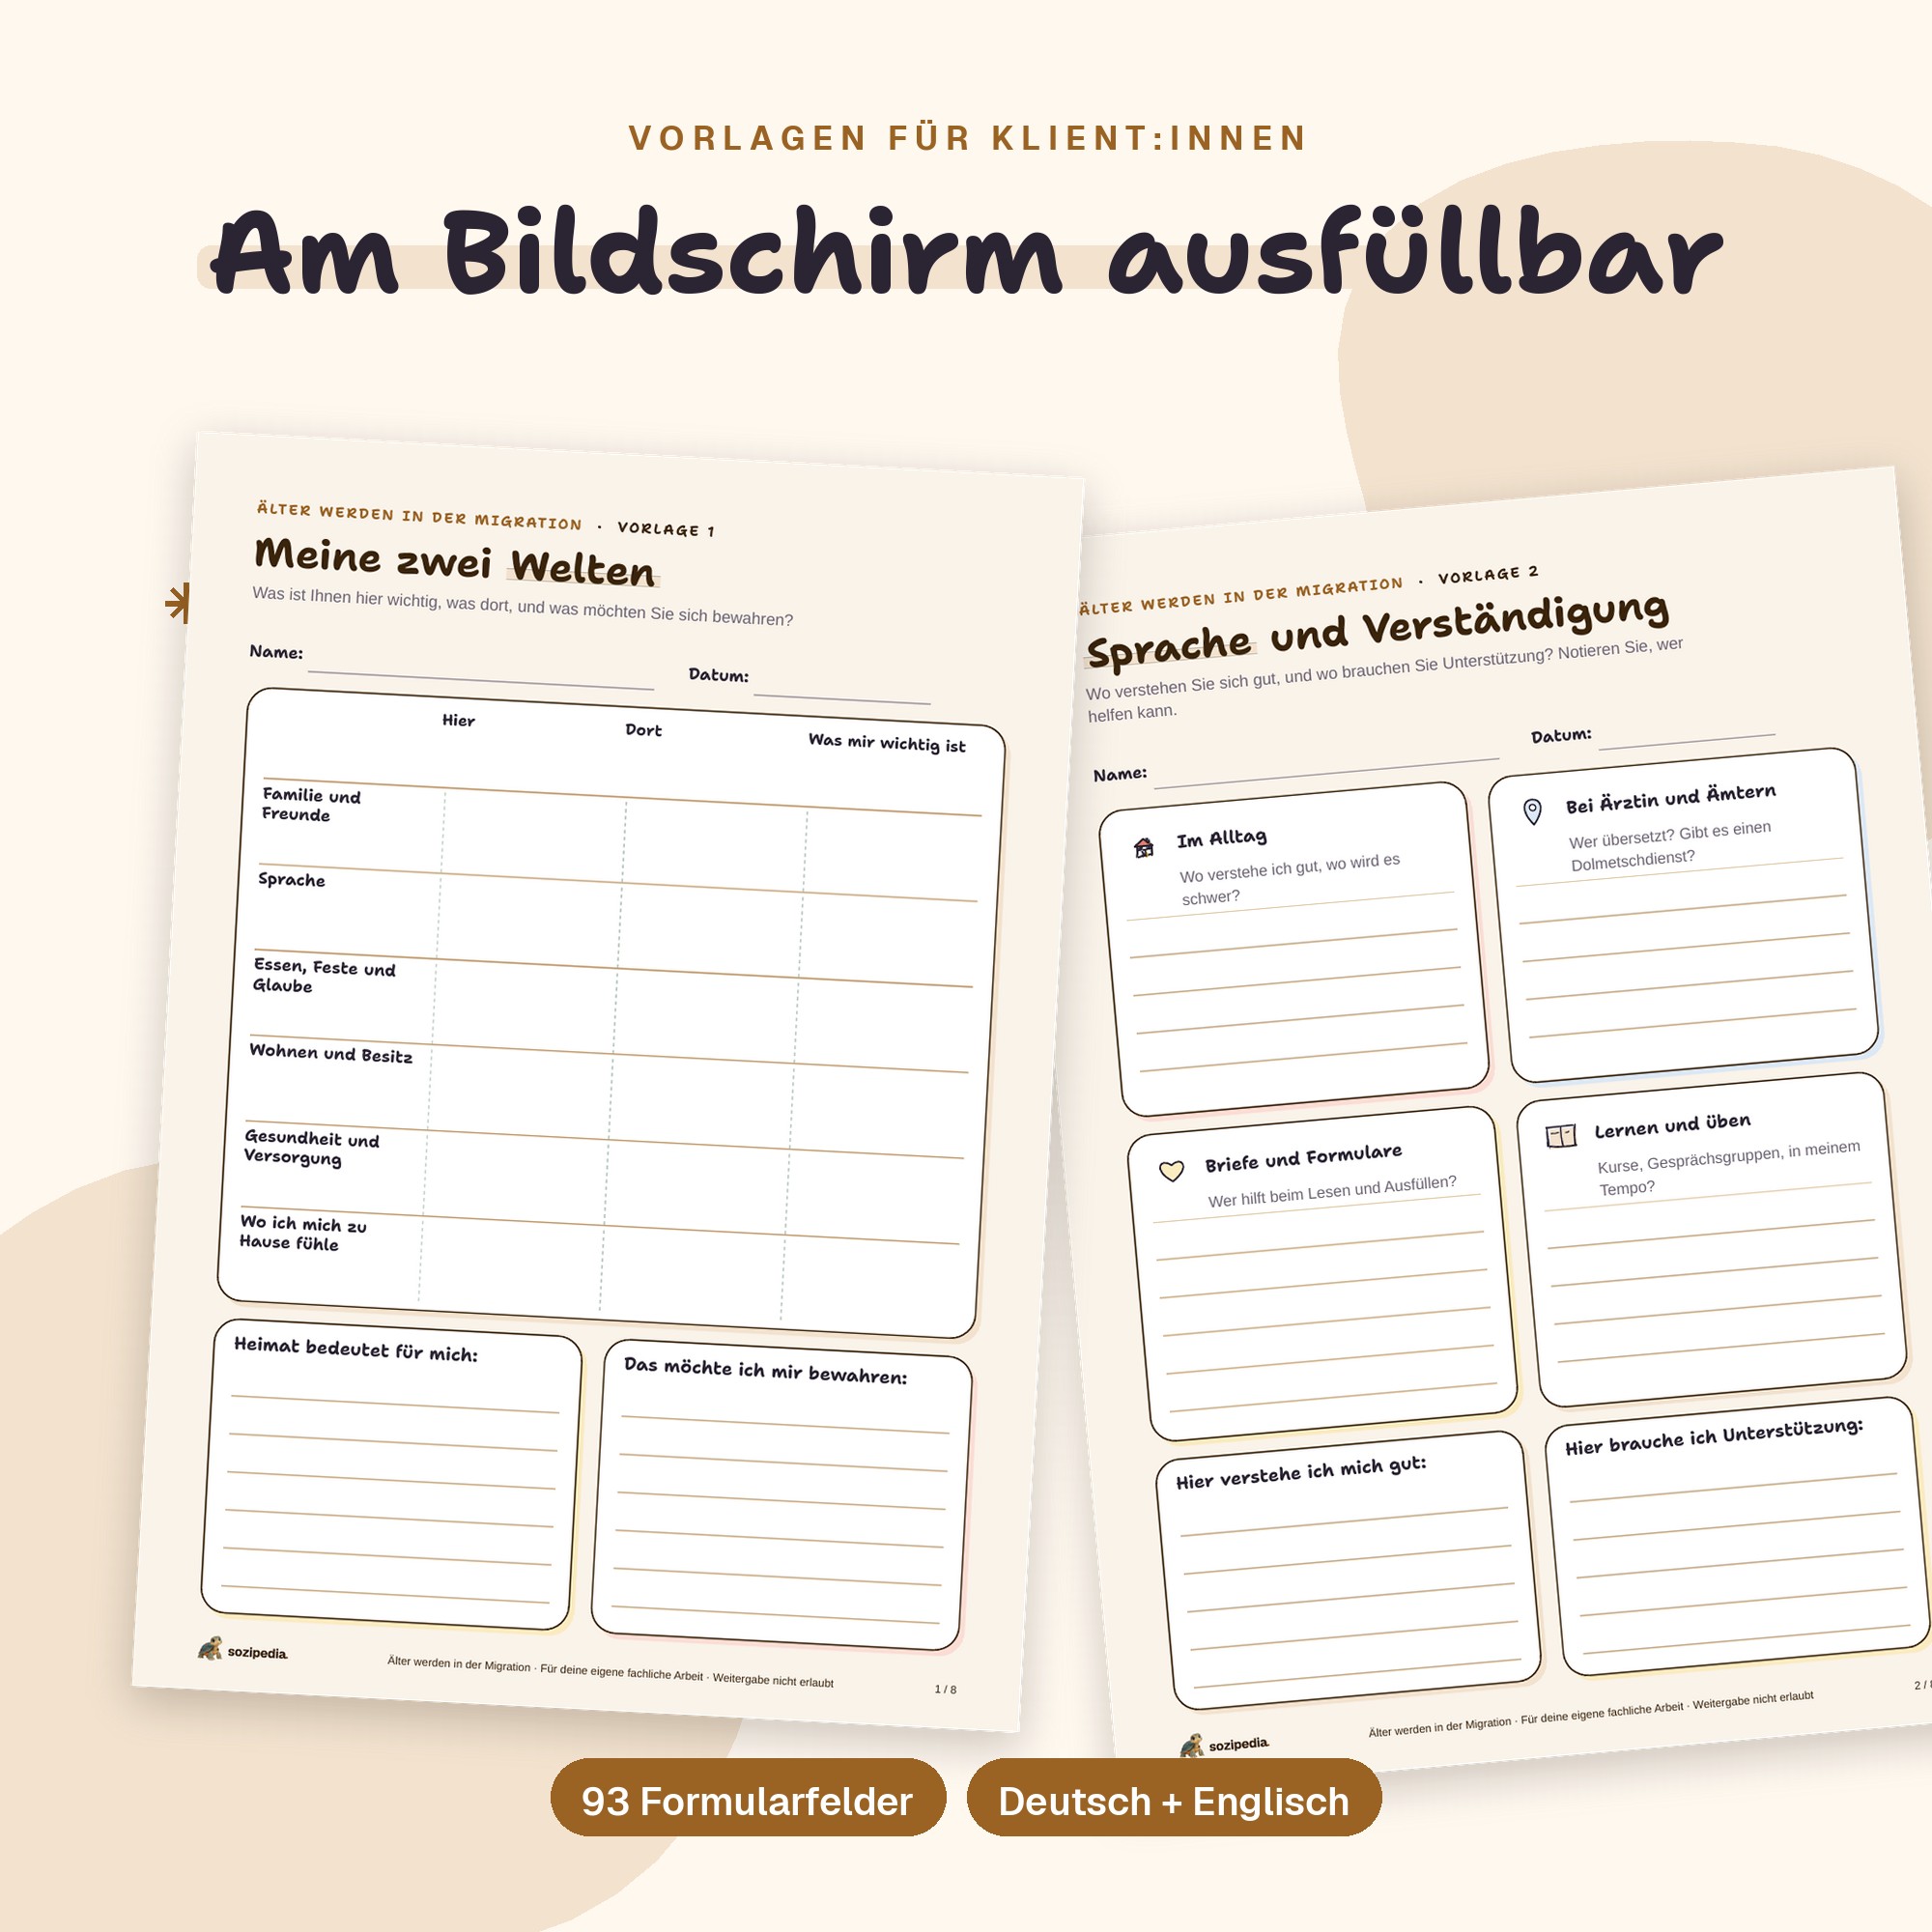 VORLAGEN FÜR KLIENT:INNEN
Am Bildschirm ausfüllbar
ÄLTER WERDEN IN DER MIGRATION · VORLAGE 1
Meine zwei Welten
Was ist Ihnen hier wichtig, was dort, und was möchten Sie sich bewahren?
Name:
Datum:
Hier
Dort
Was mir wichtig ist
Familie und
Freunde
Sprache
Essen, Feste und
Glaube
Wohnen und Besitz
Gesundheit und
Versorgung
Wo ich mich zu
Hause fühle
Heimat bedeutet für mich:
Das möchte ich mir bewahren:
sozipedia.
Älter werden in der Migration · Für deine eigene fachliche Arbeit · Weitergabe nicht erlaubt
1 / 8
ÄLTER WERDEN IN DER MIGRATION · VORLAGE 2
Sprache und Verständigung
Wo verstehen Sie sich gut, und wo brauchen Sie Unterstützung? Notieren Sie, wer
helfen kann.
Name:
Datum:
Im Alltag
Wo verstehe ich gut, wo wird es
schwer?
Bei Ärztin und Ämtern
Wer übersetzt? Gibt es einen
Dolmetschdienst?
Briefe und Formulare
Wer hilft beim Lesen und Ausfüllen?
Lernen und üben
Kurse, Gesprächsgruppen, in meinem
Tempo?
Hier verstehe ich mich gut:
Hier brauche ich Unterstützung:
sozipedia.
Älter werden in der Migration · Für deine eigene fachliche Arbeit · Weitergabe nicht erlaubt
2 / 8
93 Formularfelder
Deutsch + Englisch